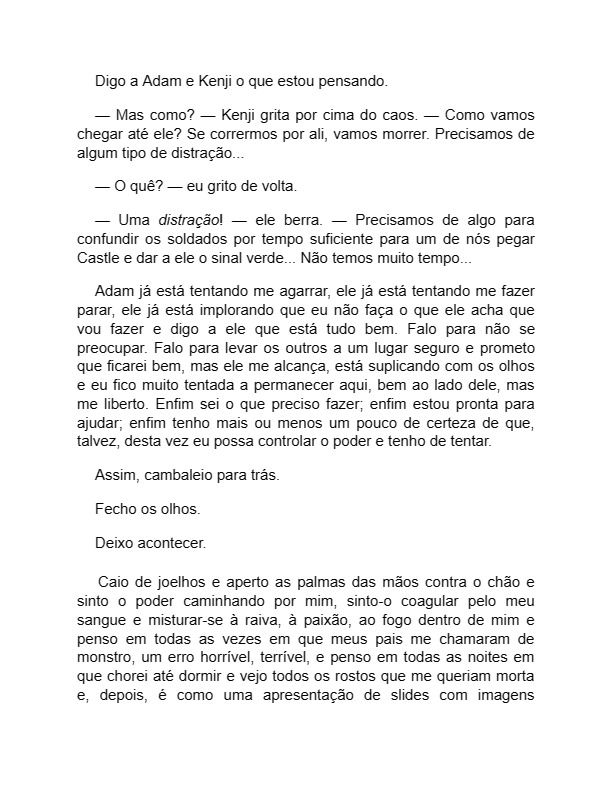 Digo a Adam e Kenji o que estou pensando.
— Mas como? — Kenji grita por cima do caos. — Como vamos
chegar até ele? Se corrermos por ali, vamos morrer. Precisamos de
algum tipo de distração...
— O quê? — eu grito de volta.
— Uma distração! — ele berra. — Precisamos de algo para
confundir os soldados por tempo suficiente para um de nós pegar
Castle e dar a ele o sinal verde... Não temos muito tempo...
Adam já está tentando me agarrar, ele já está tentando me fazer
parar, ele já está implorando que eu não faça o que ele acha que
vou fazer e digo a ele que está tudo bem. Falo para não se
preocupar. Falo para levar os outros a um lugar seguro e prometo
que ficarei bem, mas ele me alcança, está suplicando com os olhos
e eu fico muito tentada a permanecer aqui, bem ao lado dele, mas
me liberto. Enfim sei o que preciso fazer; enfim estou pronta para
ajudar; enfim tenho mais ou menos um pouco de certeza de que,
talvez, desta vez eu possa controlar o poder e tenho de tentar.
Assim, cambaleio para trás.
Fecho os olhos.
Deixo acontecer.
Caio de joelhos e aperto as palmas das mãos contra o chão e
sinto o poder caminhando por mim, sinto-o coagular pelo meu
sangue e misturar-se à raiva, à paixão, ao fogo dentro de mim e
penso em todas as vezes em que meus pais me chamaram de
monstro, um erro horrível, terrível, e penso em todas as noites em
que chorei até dormir e vejo todos os rostos que me queriam morta
e, depois, é como uma apresentação de slides com imagens